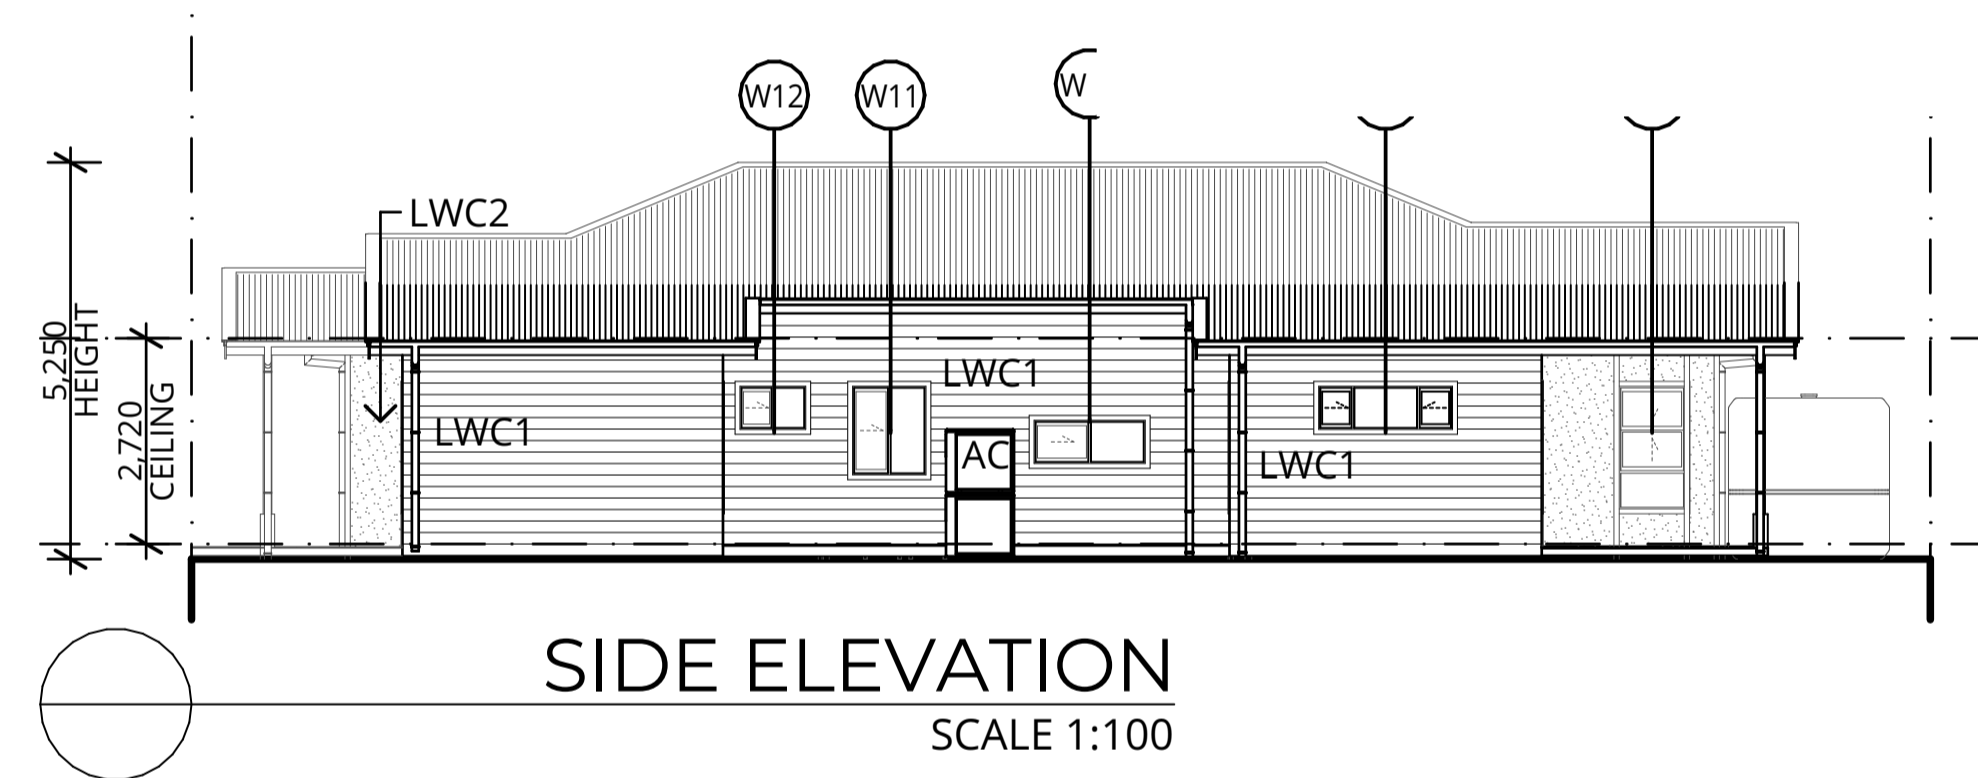 W12
W11
W
LWC2
5,250
HEIGHT
2,720
CEILING
LWC1
LWC1
AC
LWC1
SIDE ELEVATION
SCALE 1:100